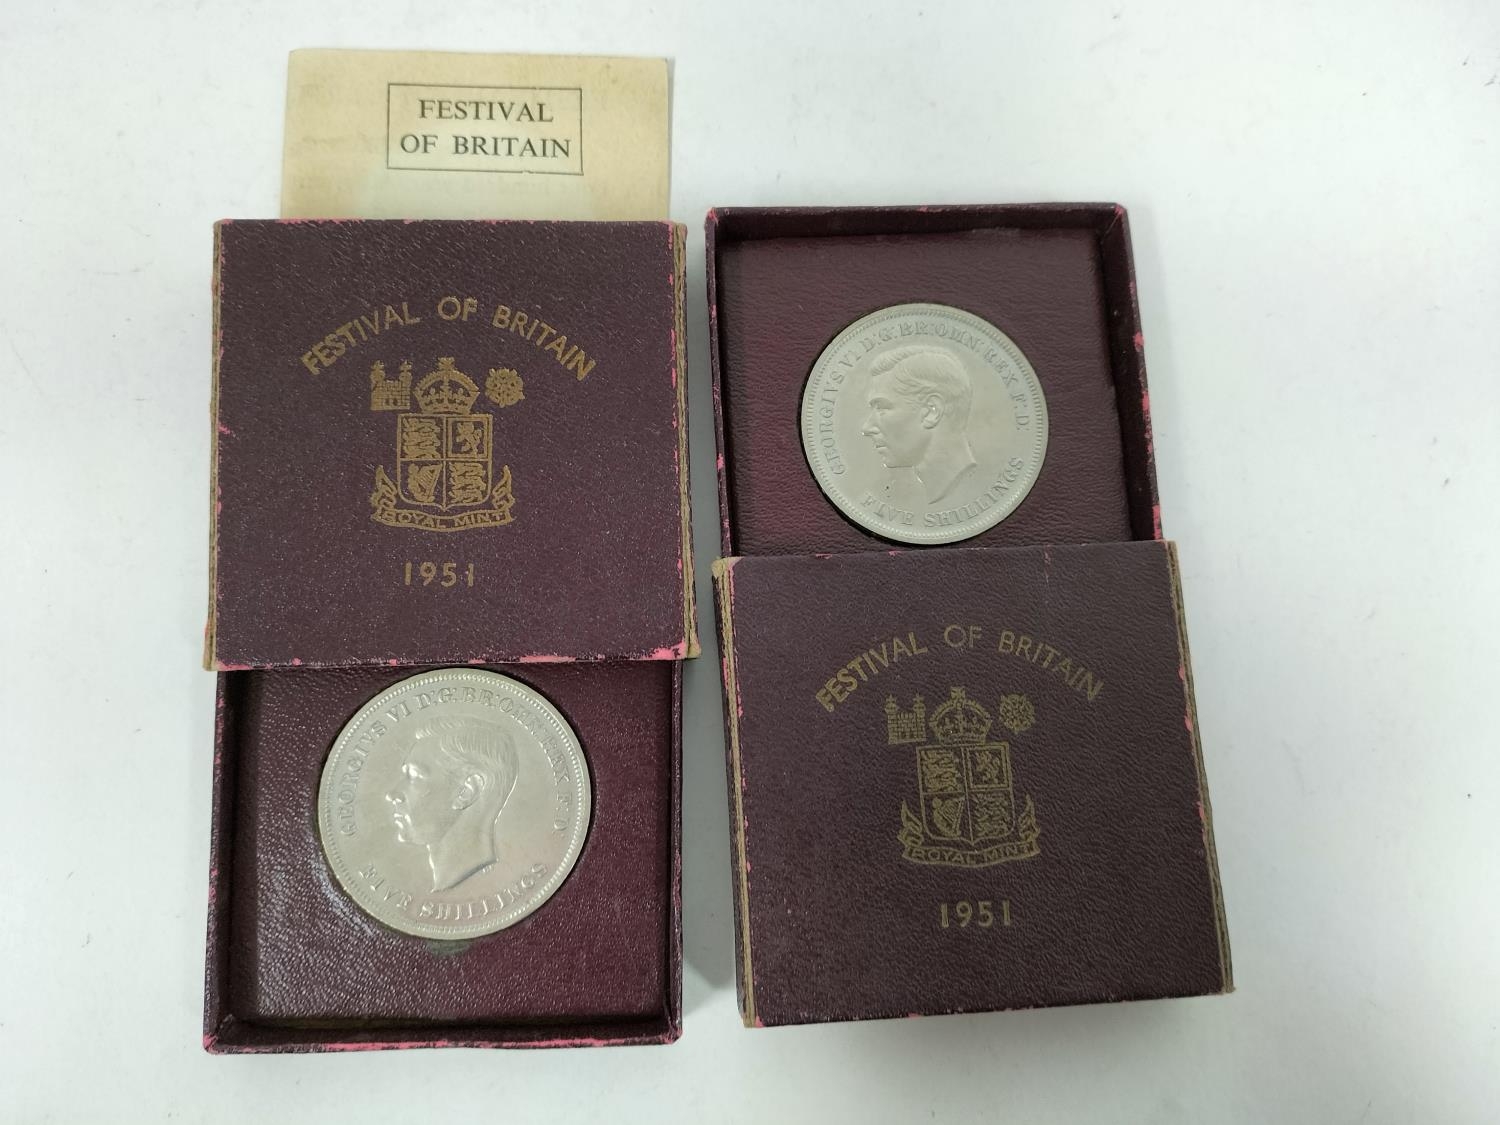 FESTIVAL
OF BRITAIN
FESTIVAL OF BRITAIN
ROYAL MINT
1951
GEORGIVS VI D:G:BR:OMN:REX F:D:
FIVE SHILLINGS
GEORGIVS VI D:G:BR:OMN:REX F:D:
FIVE SHILLINGS
FESTIVAL OF BRITAIN
ROYAL MINT
1951